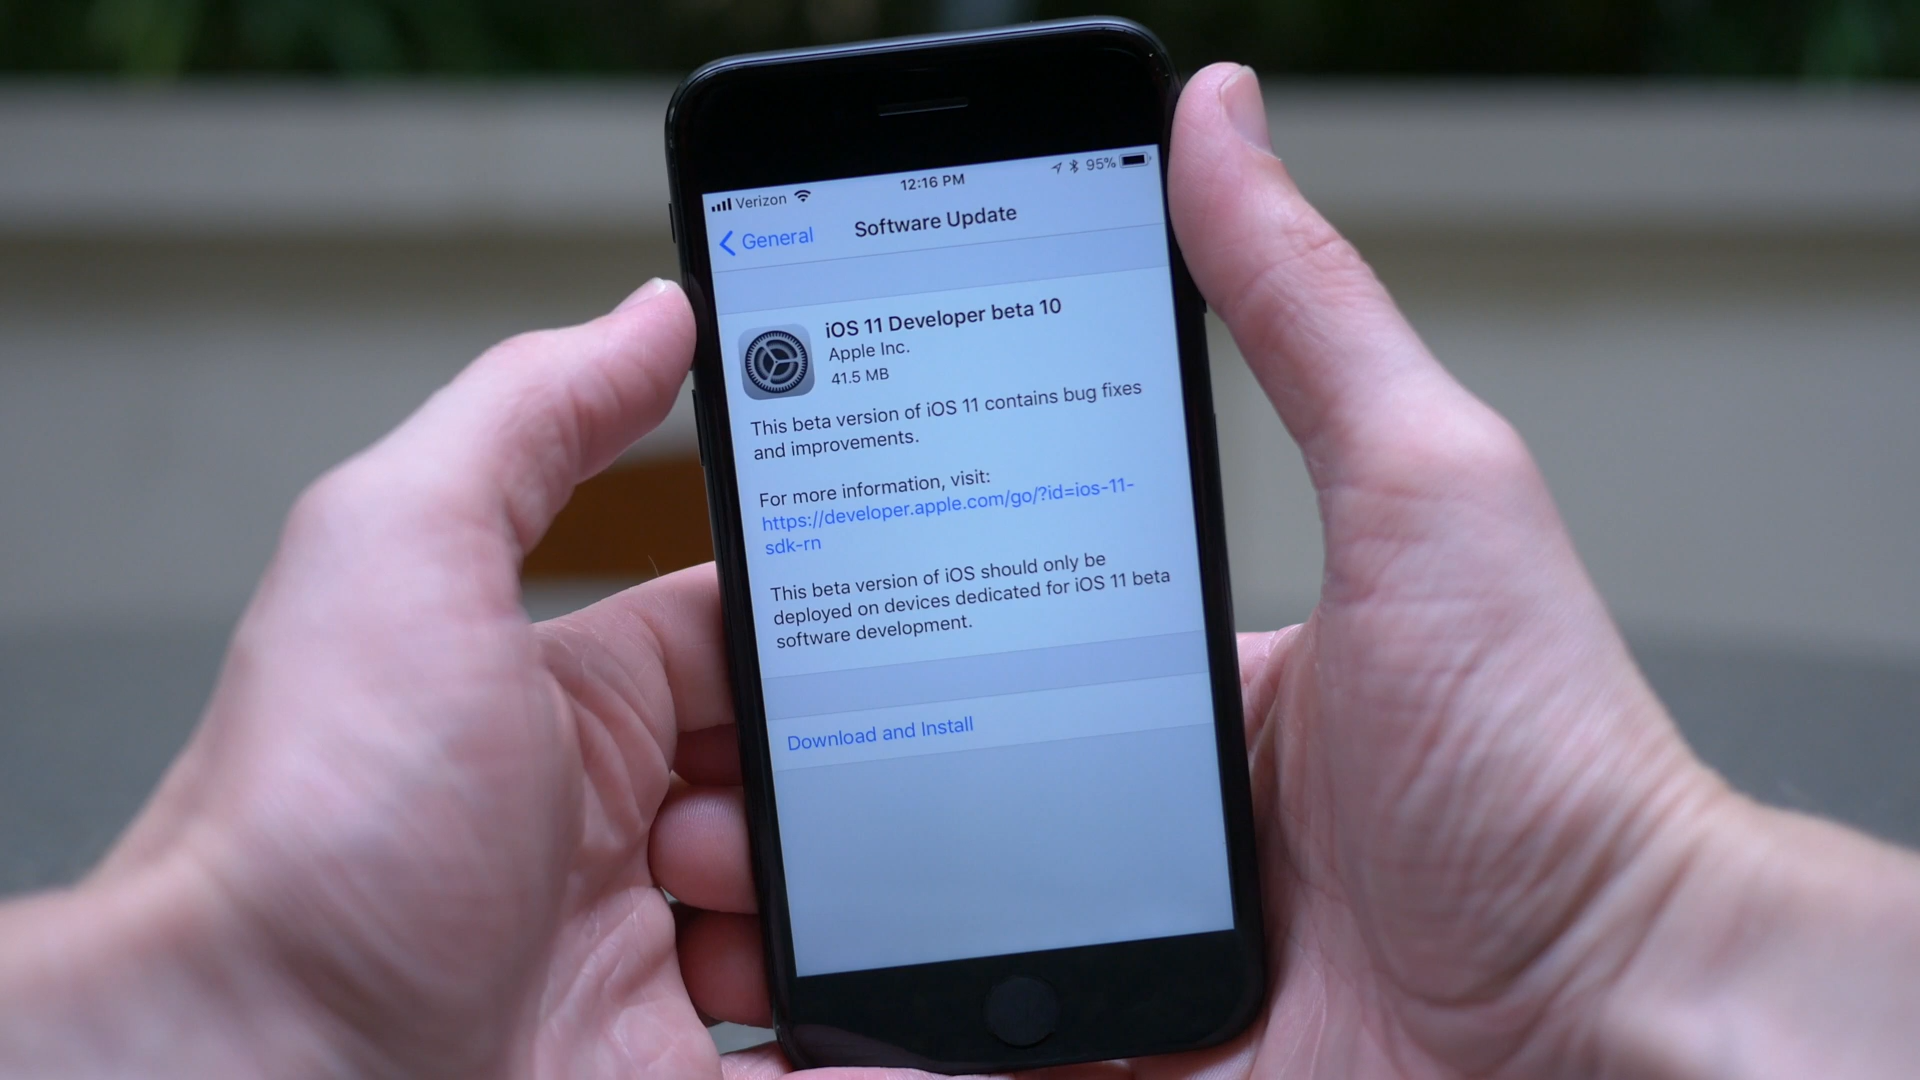 Verizon 12:16 PM 95%
General Software Update
iOS 11 Developer beta 10
Apple Inc.
41.5 MB
This beta version of iOS 11 contains bug fixes
and improvements.
For more information, visit:
https://developer.apple.com/go/?id=ios-11-
sdk-rn
This beta version of iOS should only be
deployed on devices dedicated for iOS 11 beta
software development.
Download and Install